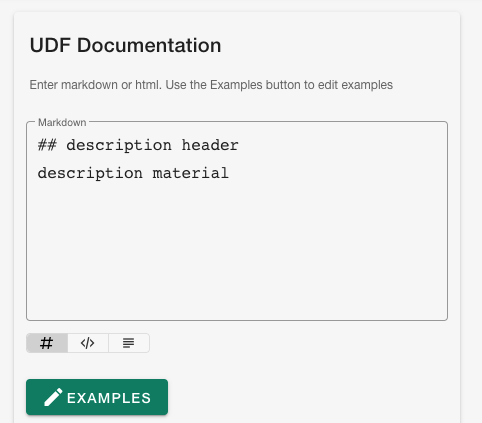 UDF Documentation
Enter markdown or html. Use the Examples button to edit examples
Markdown
## description header
description material
# </>
EXAMPLES